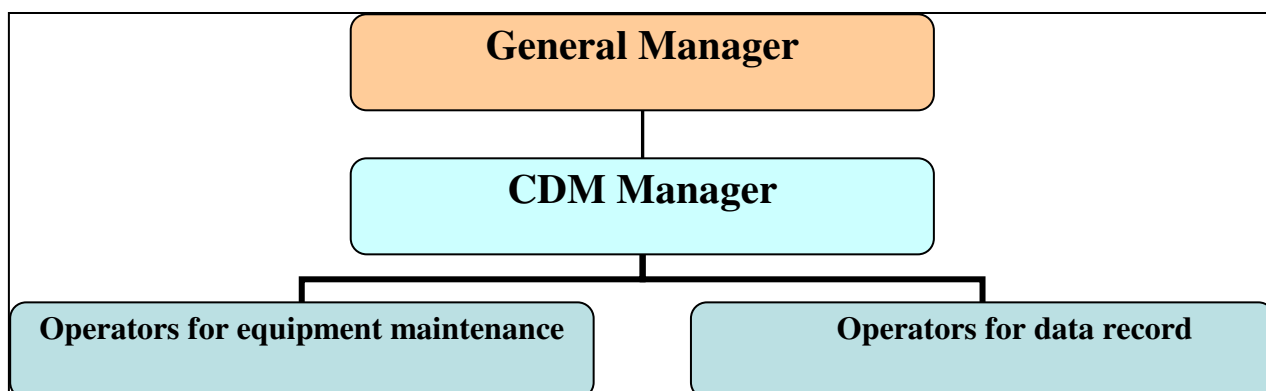 General Manager
CDM Manager
Operators for equipment maintenance
Operators for data record